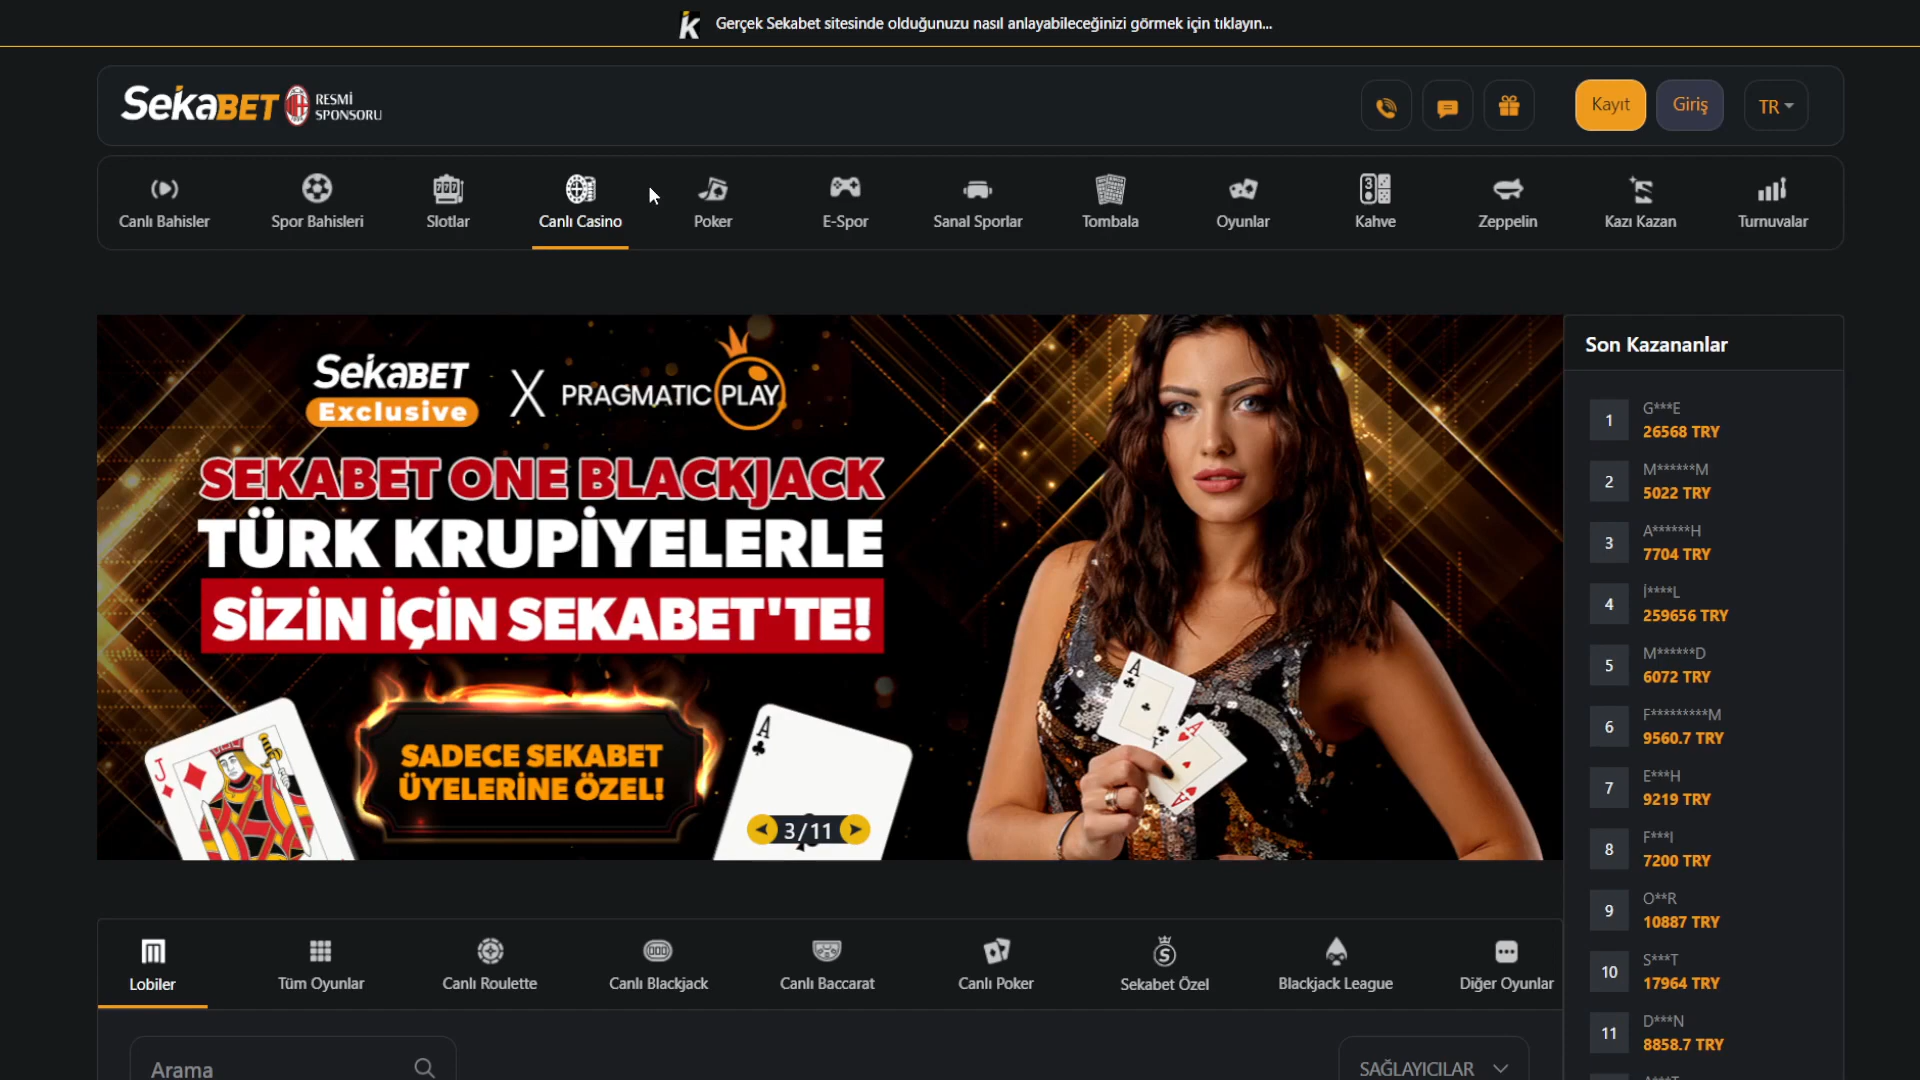 Gerçek Sekabet sitesinde olduğunuzu nasıl anlayabileceğinizi görmek için tıklayın...
SekaBET RESMİ SPONSORU
Kayıt
Giriş
TR
Canlı Bahisler
Spor Bahisleri
Slotlar
Canlı Casino
Poker
E-Spor
Sanal Sporlar
Tombala
Oyunlar
Kahve
Zeppelin
Kazı Kazan
Turnuvalar
SekaBET Exclusive X PRAGMATIC PLAY
SEKABET ONE BLACKJACK
TÜRK KRUPİYELERLE
SİZİN İÇİN SEKABET'TE!
SADECE SEKABET
ÜYELERİNE ÖZEL!
J
A
A
A
3/11
Son Kazananlar
1 G***E
26568 TRY
2 M******M
5022 TRY
3 A******H
7704 TRY
4 İ****L
259656 TRY
5 M******D
6072 TRY
6 F*********M
9560.7 TRY
7 E***H
9219 TRY
8 F***I
7200 TRY
9 O**R
10887 TRY
10 S***T
17964 TRY
11 D***N
8858.7 TRY
Lobiler
Tüm Oyunlar
Canlı Roulette
Canlı Blackjack
Canlı Baccarat
Canlı Poker
Sekabet Özel
Blackjack League
Diğer Oyunlar
Arama
SAĞLAYICILAR